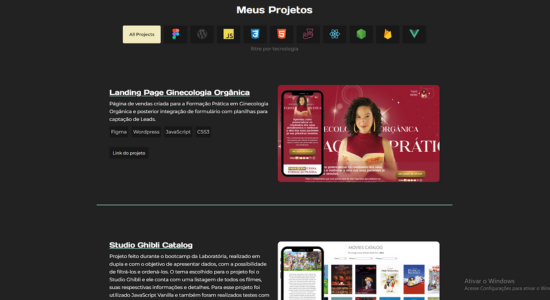 Meus Projetos
All Projects
filtre por tecnologia
Landing Page Ginecologia Orgânica
Página de vendas criada para a Formação Prática em Ginecologia
Orgânica e posterior integração de formulário com planilhas para
captação de Leads.
Figma Wordpress JavaScript CSS3
Link do projeto
Studio Ghibli Catalog
Projeto feito durante o bootcamp da Laboratória, realizado em
dupla e com o objetivo de apresentar dados, com a possibilidade
de filtrá-los e ordená-los. O tema escolhido para o projeto foi o
Studio Ghibli e ele conta com uma listagem de todos os filmes,
suas respectivas informações e detalhes. Para esse projeto foi
utilizado JavaScript Vanilla e também foram realizados testes com
MOVIES CATALOG
Ativar o Windows
Acesse Configurações para ativar o Win